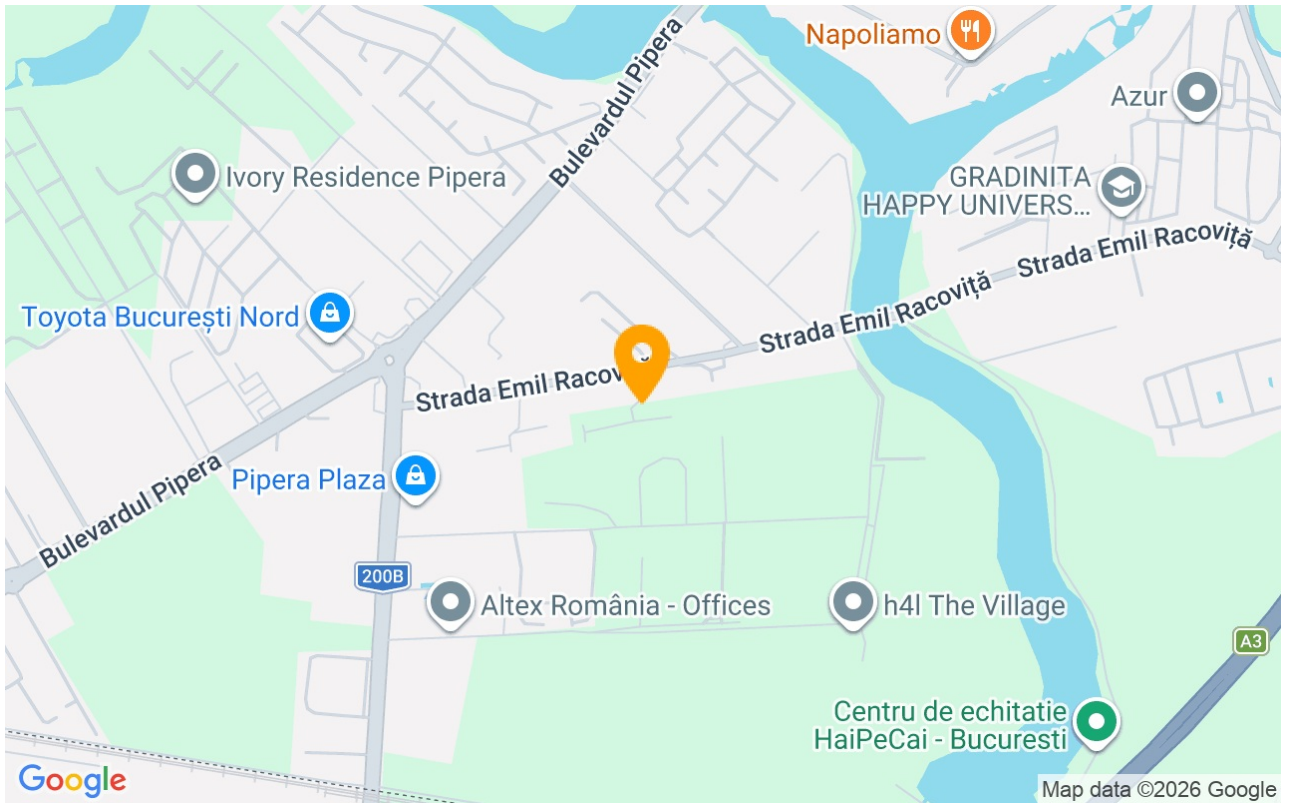 Napoliamo
Bulevardul Pipera
Azur
Ivory Residence Pipera
GRADINITA
HAPPY UNIVERS...
Strada Emil Racoviță
Strada Emil Racoviță
Toyota București Nord
Strada Emil
Pipera Plaza
Bulevardul Pipera
200B
Altex România - Offices
h4l The Village
A3
Centru de echitatie
HaiPeCai - Bucuresti
Google
Map data ©2026 Google